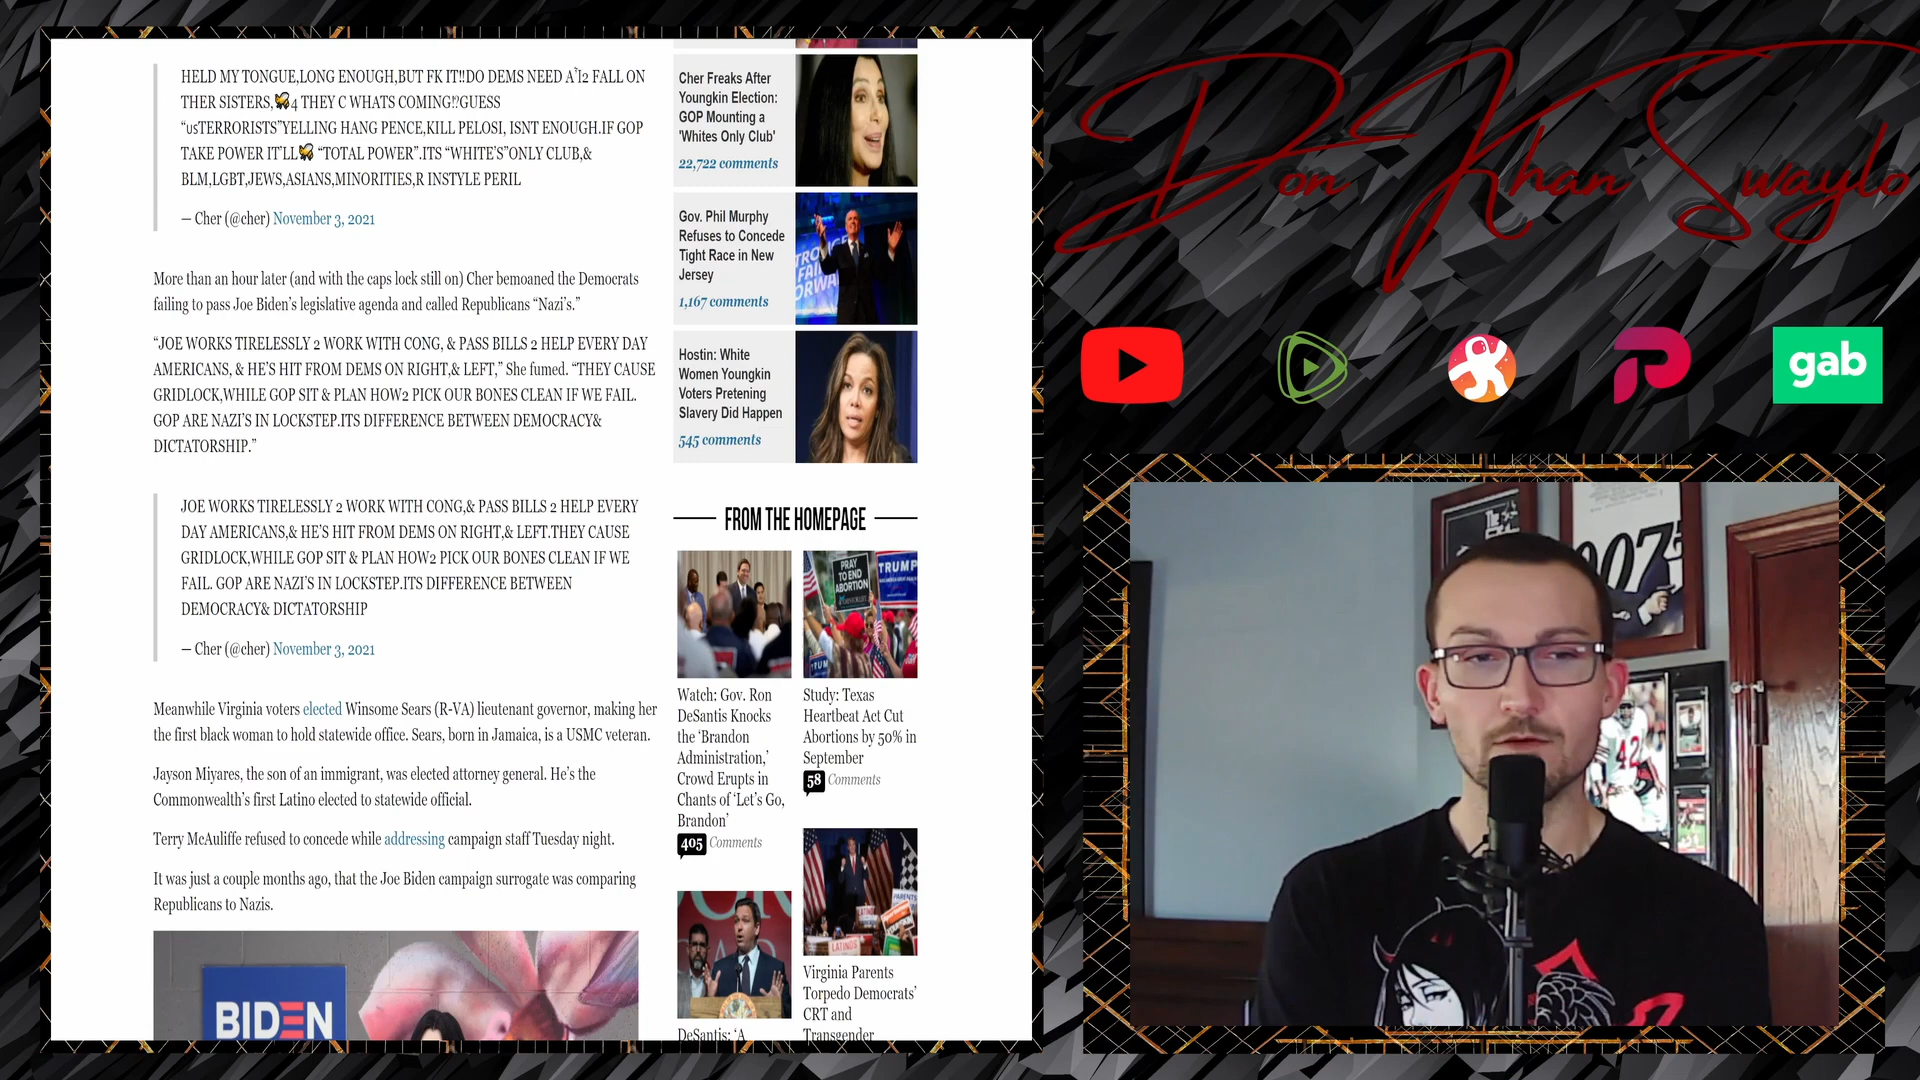 HELD MY TONGUE,LONG ENOUGH,BUT FK IT‼DO DEMS NEED FALL ON
THER SISTERS,🐝4 THEY C WHATS COMING⁉GUESS
“usTERRORISTS”YELLING HANG PENCE,KILL PELOSI, ISNT ENOUGH.IF GOP
TAKE POWER IT’LL🐝 “TOTAL POWER”.ITS “WHITE’S”ONLY CLUB,&
BLM,LGBT,JEWS,ASIANS,MINORITIES,R INSTYLE PERIL
— Cher (@cher) November 3, 2021
More than an hour later (and with the caps lock still on) Cher bemoaned the Democrats
failing to pass Joe Biden’s legislative agenda and called Republicans “Nazi’s.”
“JOE WORKS TIRELESSLY 2 WORK WITH CONG, & PASS BILLS 2 HELP EVERY DAY
AMERICANS, & HE’S HIT FROM DEMS ON RIGHT,& LEFT,” She fumed. “THEY CAUSE
GRIDLOCK,WHILE GOP SIT & PLAN HOW2 PICK OUR BONES CLEAN IF WE FAIL.
GOP ARE NAZI’S IN LOCKSTEP.ITS DIFFERENCE BETWEEN DEMOCRACY&
DICTATORSHIP.”
JOE WORKS TIRELESSLY 2 WORK WITH CONG,& PASS BILLS 2 HELP EVERY
DAY AMERICANS,& HE’S HIT FROM DEMS ON RIGHT,& LEFT.THEY CAUSE
GRIDLOCK,WHILE GOP SIT & PLAN HOW2 PICK OUR BONES CLEAN IF WE
FAIL. GOP ARE NAZI’S IN LOCKSTEP.ITS DIFFERENCE BETWEEN
DEMOCRACY& DICTATORSHIP
— Cher (@cher) November 3, 2021
Meanwhile Virginia voters elected Winsome Sears (R-VA) lieutenant governor, making her
the first black woman to hold statewide office. Sears, born in Jamaica, is a USMC veteran.
Jayson Miyares, the son of an immigrant, was elected attorney general. He’s the
Commonwealth’s first Latino elected to statewide official.
Terry McAuliffe refused to concede while addressing campaign staff Tuesday night.
It was just a couple months ago, that the Joe Biden campaign surrogate was comparing
Republicans to Nazis.
BIDEN
Cher Freaks After
Youngkin Election:
GOP Mounting a
'Whites Only Club'
22,722 comments
Gov. Phil Murphy
Refuses to Concede
Tight Race in New
Jersey
1,167 comments
Hostin: White
Women Youngkin
Voters Pretening
Slavery Did Happen
545 comments
FROM THE HOMEPAGE
PRAY
TO END
ABORTION
TRUMP
Watch: Gov. Ron
DeSantis Knocks
the ‘Brandon
Administration,’
Crowd Erupts in
Chants of ‘Let’s Go,
Brandon’
405 Comments
Study: Texas
Heartbeat Act Cut
Abortions by 50% in
September
58 Comments
DeSantis: ‘A
LATINOS
PARENTS
Virginia Parents
Torpedo Democrats’
CRT and
Transgender
Don Khan Swaylo
gab
007
42